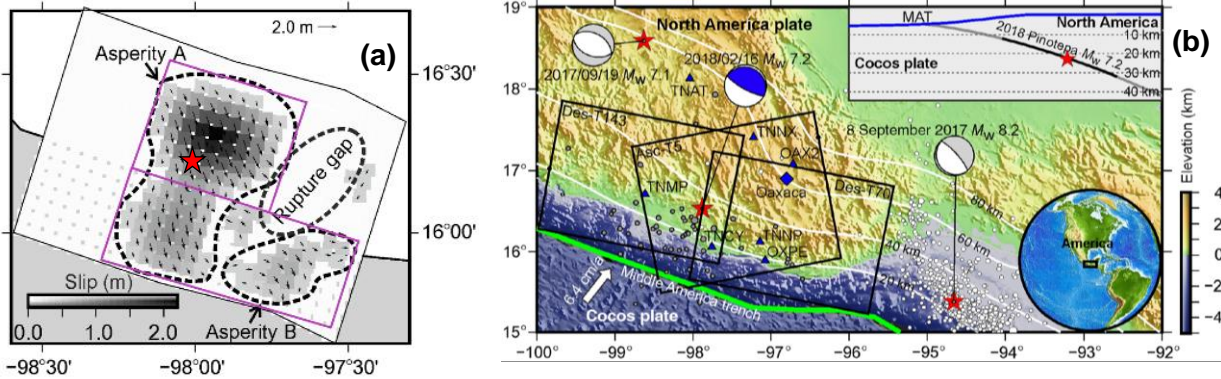 (a)
2.0 m
Asperity A
Rupture gap
Slip (m)
0.0 1.0 2.0
Asperity B
16°30'
16°00'
−98°30' −98°00' −97°30'
(b)
19°
18°
17°
16°
15°
−100° −99° −98° −97° −96° −95° −94° −93° −92°
North America plate
2017/09/19 Mw 7.1
2018/02/16 Mw 7.2
TNAT
Des-T143
Asc-T5
TNNX
OAX2
8 September 2017 Mw 8.2
TNMP
Oaxaca
Des-T70
TNCY
TNNP
OXPE
80 km
60 km
40 km
20 km
6.4 cm/a
Middle America trench
Cocos plate
MAT
North America
10 km
2018 Pinotepa Mw 7.2
20 km
Cocos plate
30 km
40 km
America
Elevation (km)
4
2
0
−2
−4